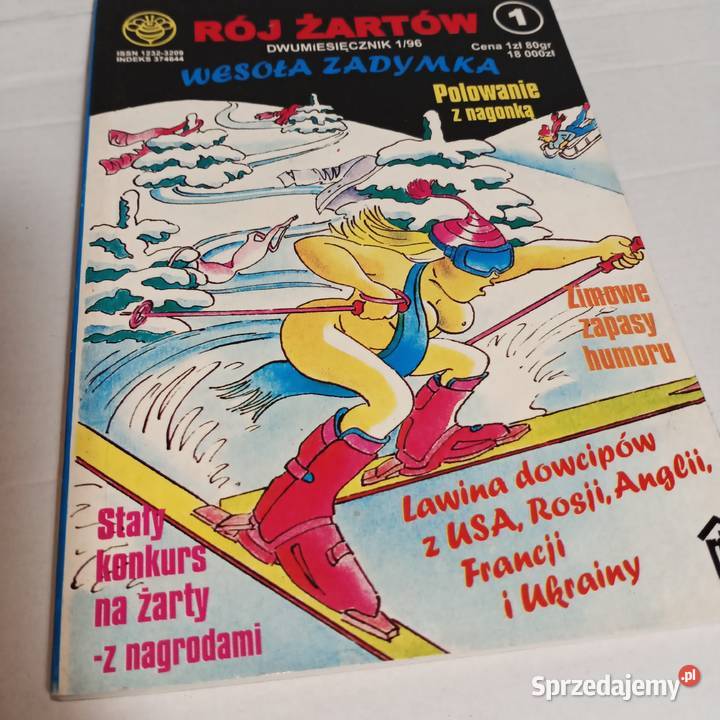 RÓJ ŻARTÓW
1
DWUMIESIĘCZNIK 1/96
ISSN 1232-3209
INDEKS 374644
Cena 1zł 80gr
18 000zł
WESOŁA ZADYMKA
Polowanie
z nagonką
Zimowe
zapasy
humoru
Lawina dowcipów
z USA, Rosji, Anglii,
Francji
i Ukrainy
Stały
konkurs
na żarty
-z nagrodami
Sprzedajemy.pl